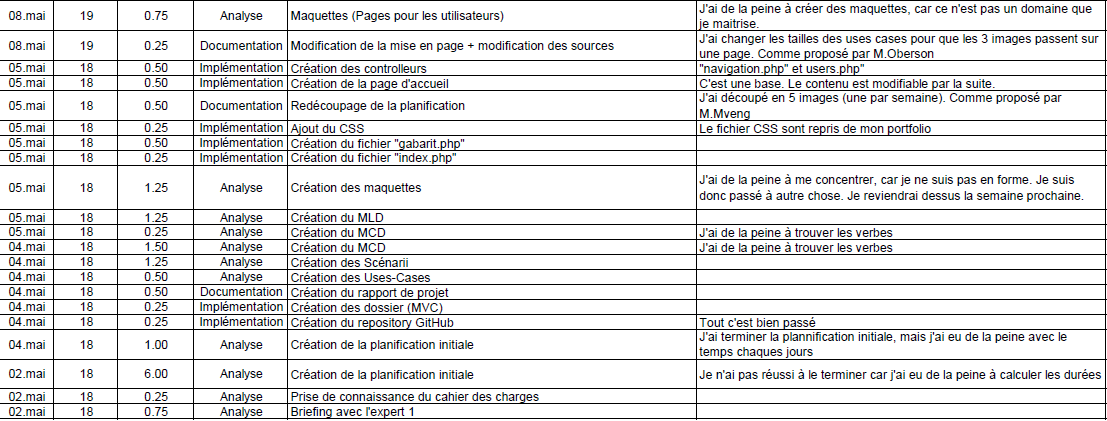 08.mai 19 0.75 Analyse Maquettes (Pages pour les utilisateurs) J'ai de la peine à créer des maquettes, car ce n'est pas un domaine que
je maitrise.
08.mai 19 0.25 Documentation Modification de la mise en page + modification des sources J'ai changer les tailles des uses cases pour que les 3 images passent sur
une page. Comme proposé par M.Oberson
05.mai 18 0.50 Implémentation Création des controlleurs "navigation.php" et users.php"
05.mai 18 0.50 Implémentation Création de la page d'accueil C'est une base. Le contenu est modifiable par la suite.
05.mai 18 0.50 Documentation Redécoupage de la planification J'ai découpé en 5 images (une par semaine). Comme proposé par
M.Mveng
05.mai 18 0.25 Implémentation Ajout du CSS Le fichier CSS sont repris de mon portfolio
05.mai 18 0.50 Implémentation Création du fichier "gabarit.php"
05.mai 18 0.25 Implémentation Création du fichier "index.php"
05.mai 18 1.25 Analyse Création des maquettes J'ai de la peine à me concentrer, car je ne suis pas en forme. Je suis
donc passé à autre chose. Je reviendrai dessus la semaine prochaine.
05.mai 18 1.25 Analyse Création du MLD
05.mai 18 0.25 Analyse Création du MCD J'ai de la peine à trouver les verbes
04.mai 18 1.50 Analyse Création du MCD J'ai de la peine à trouver les verbes
04.mai 18 1.25 Analyse Création des Scénarii
04.mai 18 0.50 Analyse Création des Uses-Cases
04.mai 18 0.50 Documentation Création du rapport de projet
04.mai 18 0.25 Implémentation Création des dossier (MVC)
04.mai 18 0.25 Implémentation Création du repository GitHub Tout c'est bien passé
04.mai 18 1.00 Analyse Création de la planification initiale J'ai terminer la plannification initiale, mais j'ai eu de la peine avec le
temps chaques jours
02.mai 18 6.00 Analyse Création de la planification initiale Je n'ai pas réussi à le terminer car j'ai eu de la peine à calculer les durées
02.mai 18 0.25 Analyse Prise de connaissance du cahier des charges
02.mai 18 0.75 Analyse Briefing avec l'expert 1